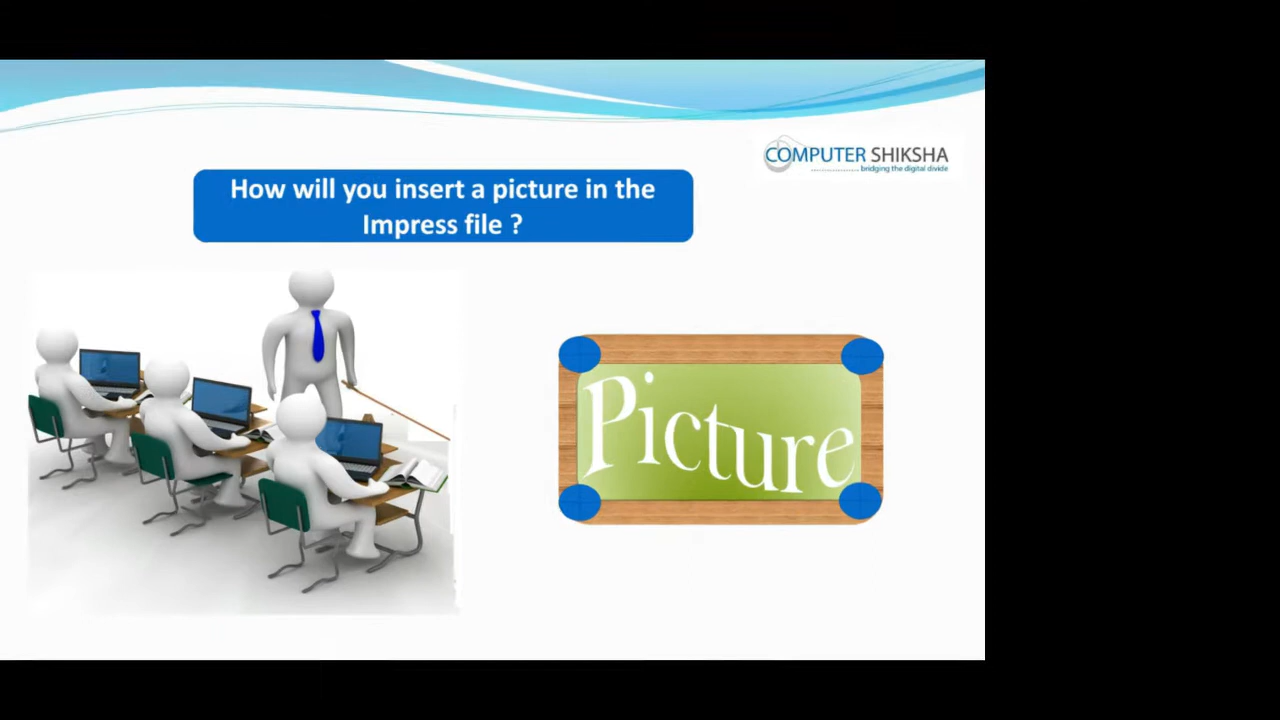 COMPUTER SHIKSHA
bridging the digital divide
How will you insert a picture in the
Impress file ?
Picture